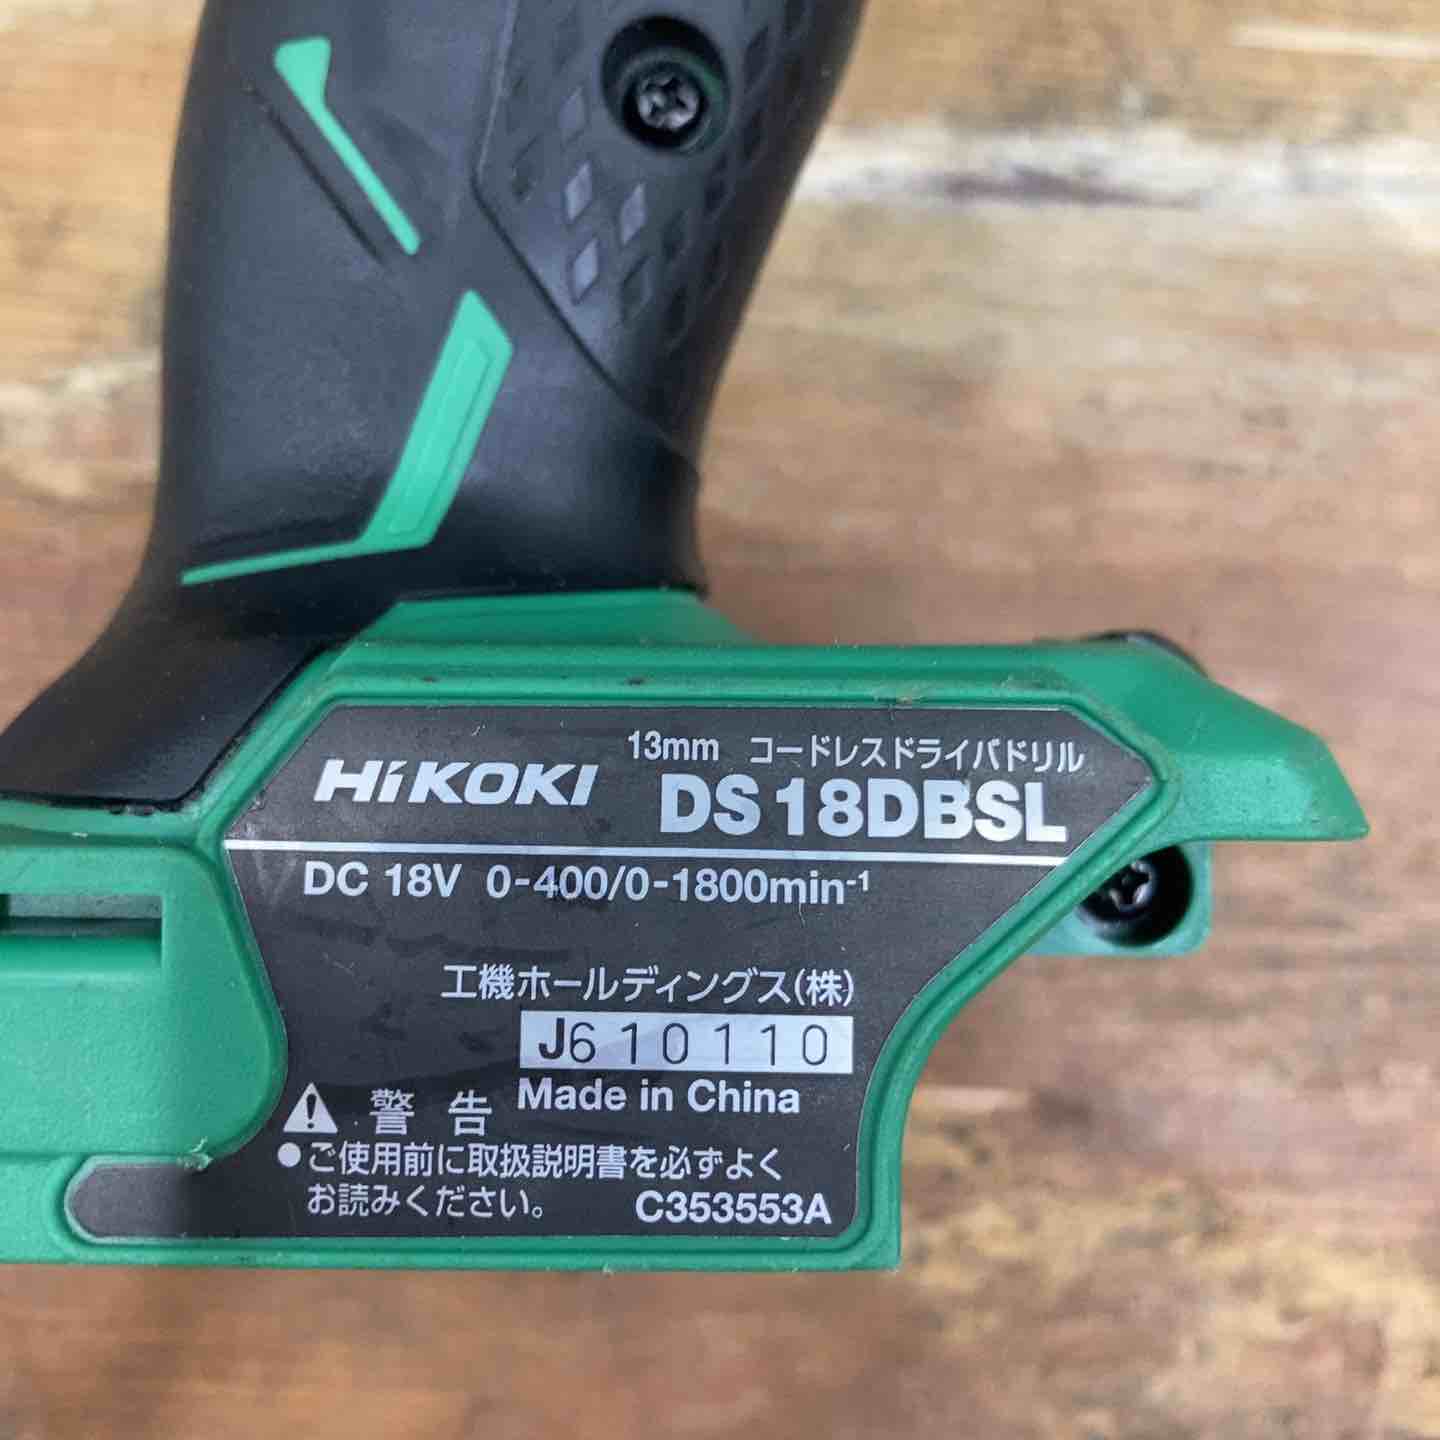 13mm コードレスドライバドリル
HiKOKI DS18DBSL
DC 18V 0-400/0-1800min-1
工機ホールディングス(株)
J610110
Made in China
警告
●ご使用前に取扱説明書を必ずよく
お読みください。
C353553A